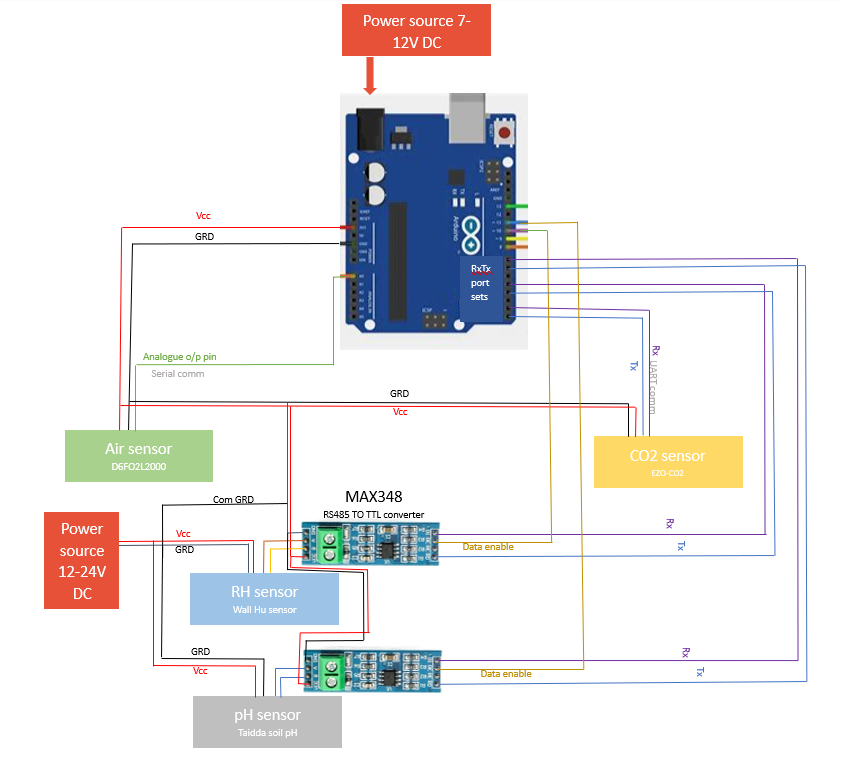 Power source 7-
12V DC
Arduino
RxTx
port
sets
Vcc
GRD
Analogue o/p pin
Serial comm
GRD
Vcc
Rx
Tx
UART comm
Air sensor
D6FO2L2000
CO2 sensor
EZO-CO2
Com GRD
MAX348
RS485 TO TTL converter
Power
source
12-24V
DC
Vcc
GRD
Rx
Tx
Data enable
RH sensor
Wall Hu sensor
GRD
Vcc
Rx
Tx
Data enable
pH sensor
Taidda soil pH